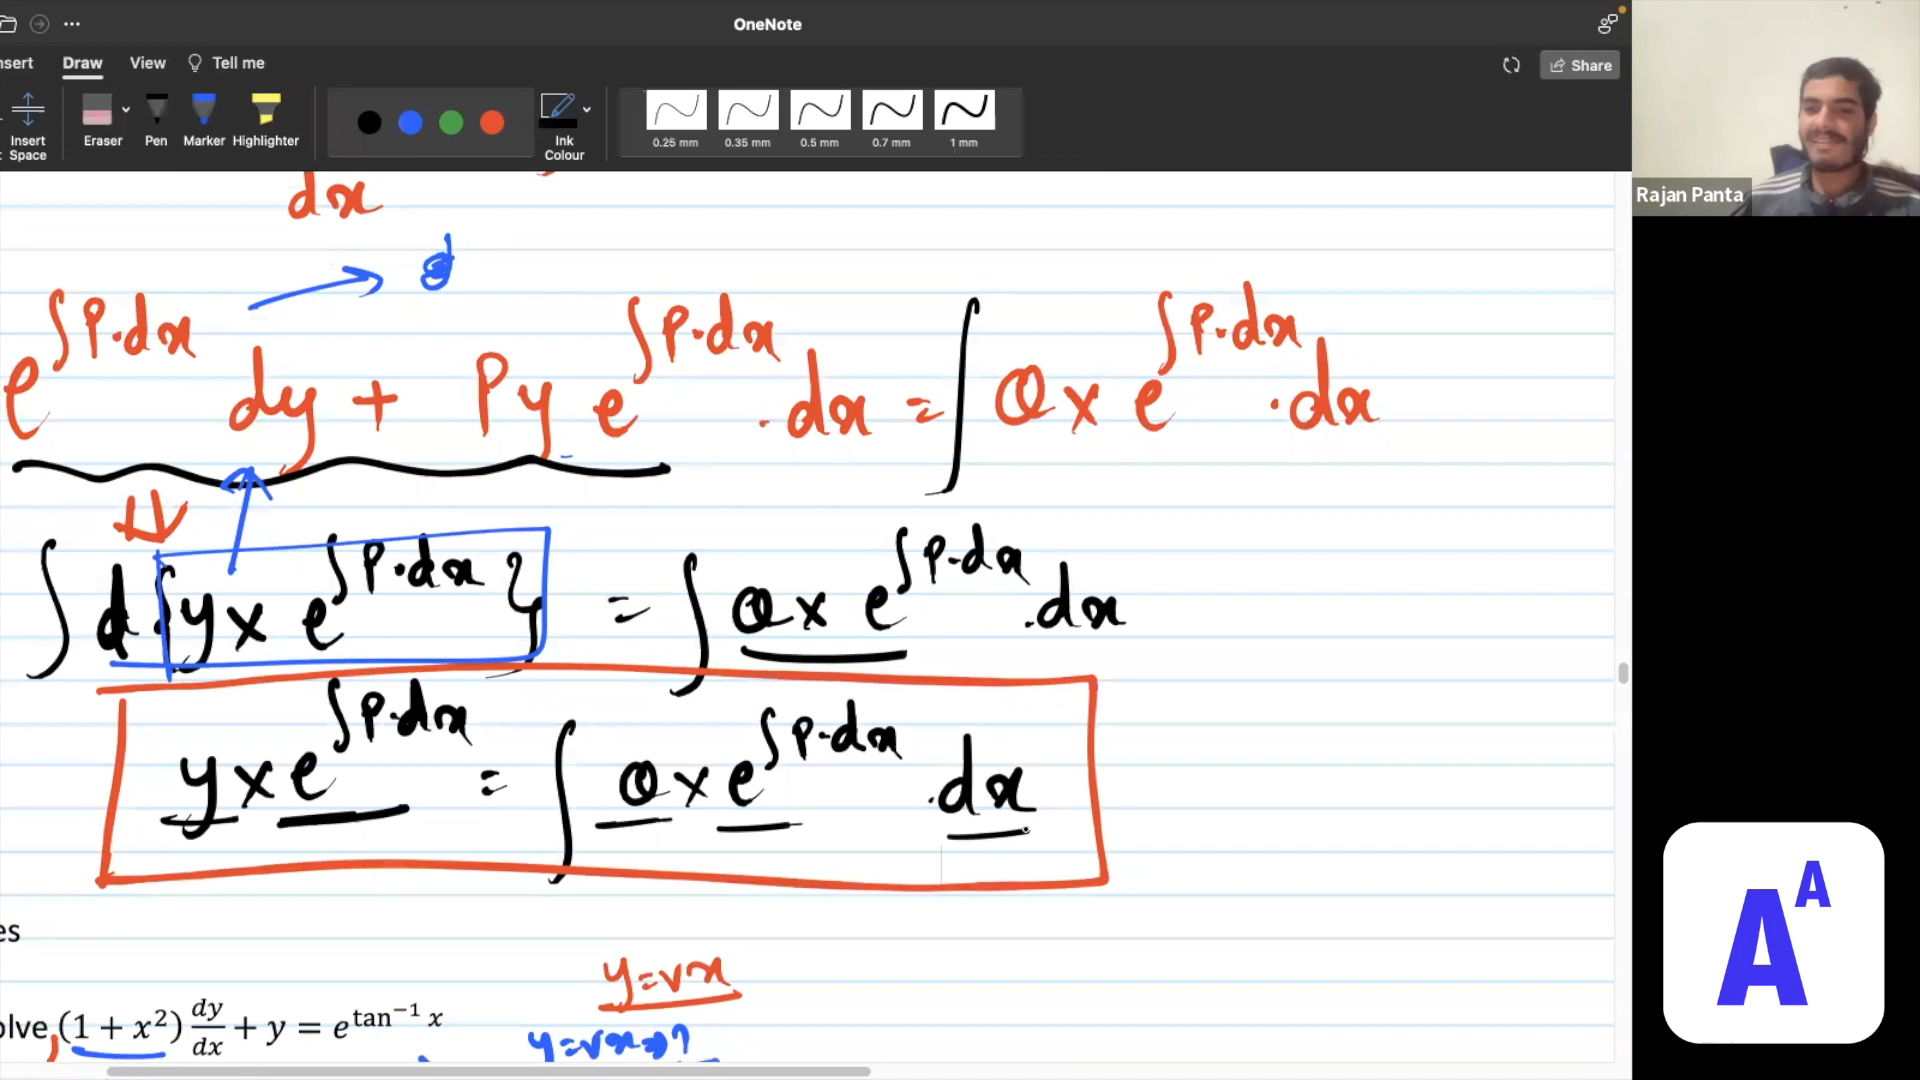 OneNote
nsert Draw View Tell me Share
Insert Space Eraser Pen Marker Highlighter Ink Colour 0.25 mm 0.35 mm 0.5 mm 0.7 mm 1 mm
Rajan Panta
dx
e^{∫P.dx} dy + Py e^{∫P.dx} .dx = ∫ Q × e^{∫P.dx} .dx
∫ d{y × e^{∫P.dx}} = ∫ Q × e^{∫P.dx} .dx
y × e^{∫P.dx} = ∫ Q × e^{∫P.dx} .dx
es
y=vx
olve (1 + x²) dy/dx + y = e^{tan⁻¹ x}
y=vx⇒?
A^A